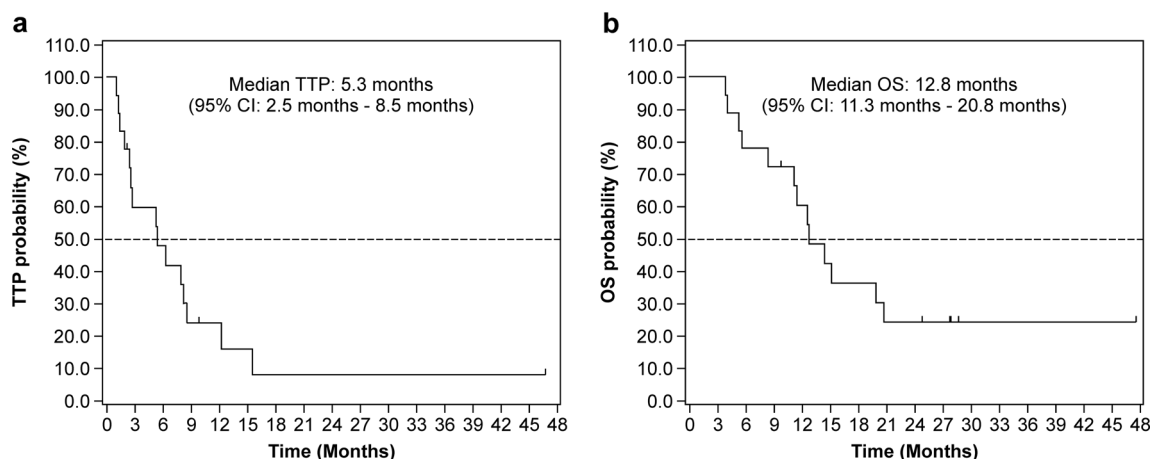 a
TTP probability (%)
110.0
100.0
90.0
80.0
70.0
60.0
50.0
40.0
30.0
20.0
10.0
0.0
Median TTP: 5.3 months
(95% CI: 2.5 months - 8.5 months)
0 3 6 9 12 15 18 21 24 27 30 33 36 39 42 45 48
Time (Months)
b
OS probability (%)
110.0
100.0
90.0
80.0
70.0
60.0
50.0
40.0
30.0
20.0
10.0
0.0
Median OS: 12.8 months
(95% CI: 11.3 months - 20.8 months)
0 3 6 9 12 15 18 21 24 27 30 33 36 39 42 45 48
Time (Months)